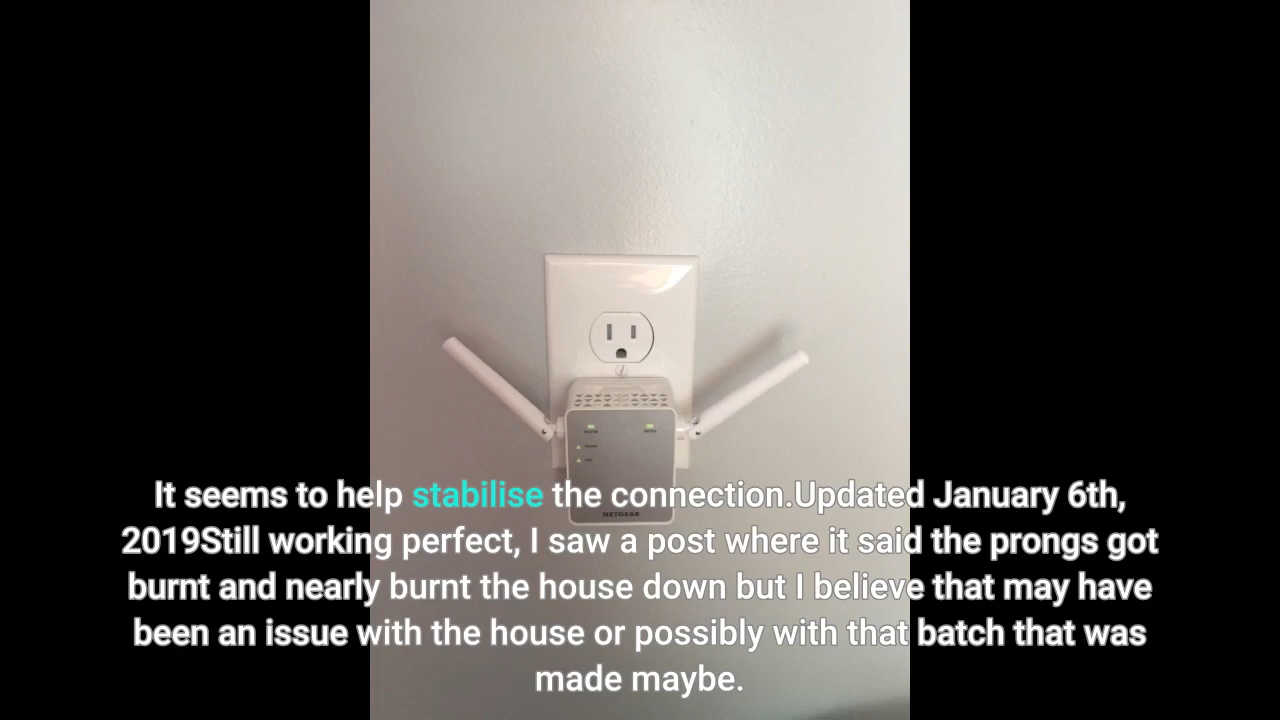 It seems to help stabilise the connection.Updated January 6th,
2019Still working perfect, I saw a post where it said the prongs got
burnt and nearly burnt the house down but I believe that may have
been an issue with the house or possibly with that batch that was
made maybe.
NETGEAR